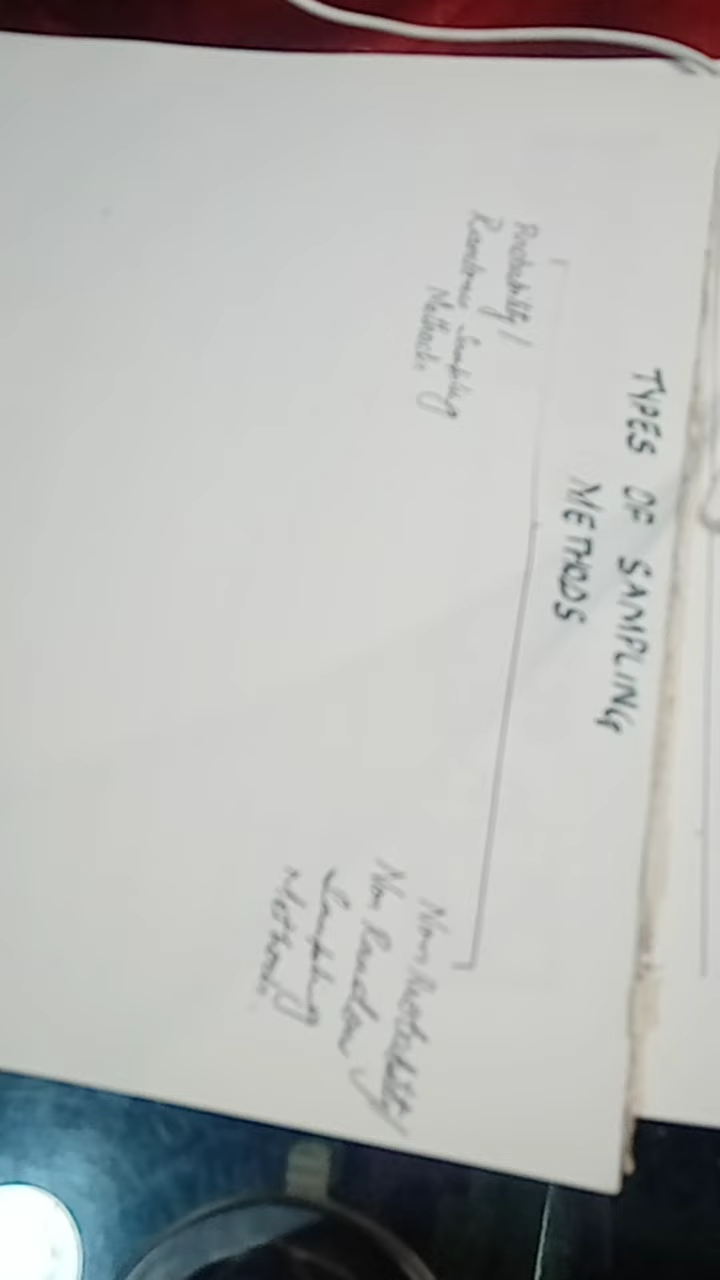 TYPES OF SAMPLING
METHODS
Probability /
Random Sampling
Methods
Non Probability /
Non Random
Sampling
Methods